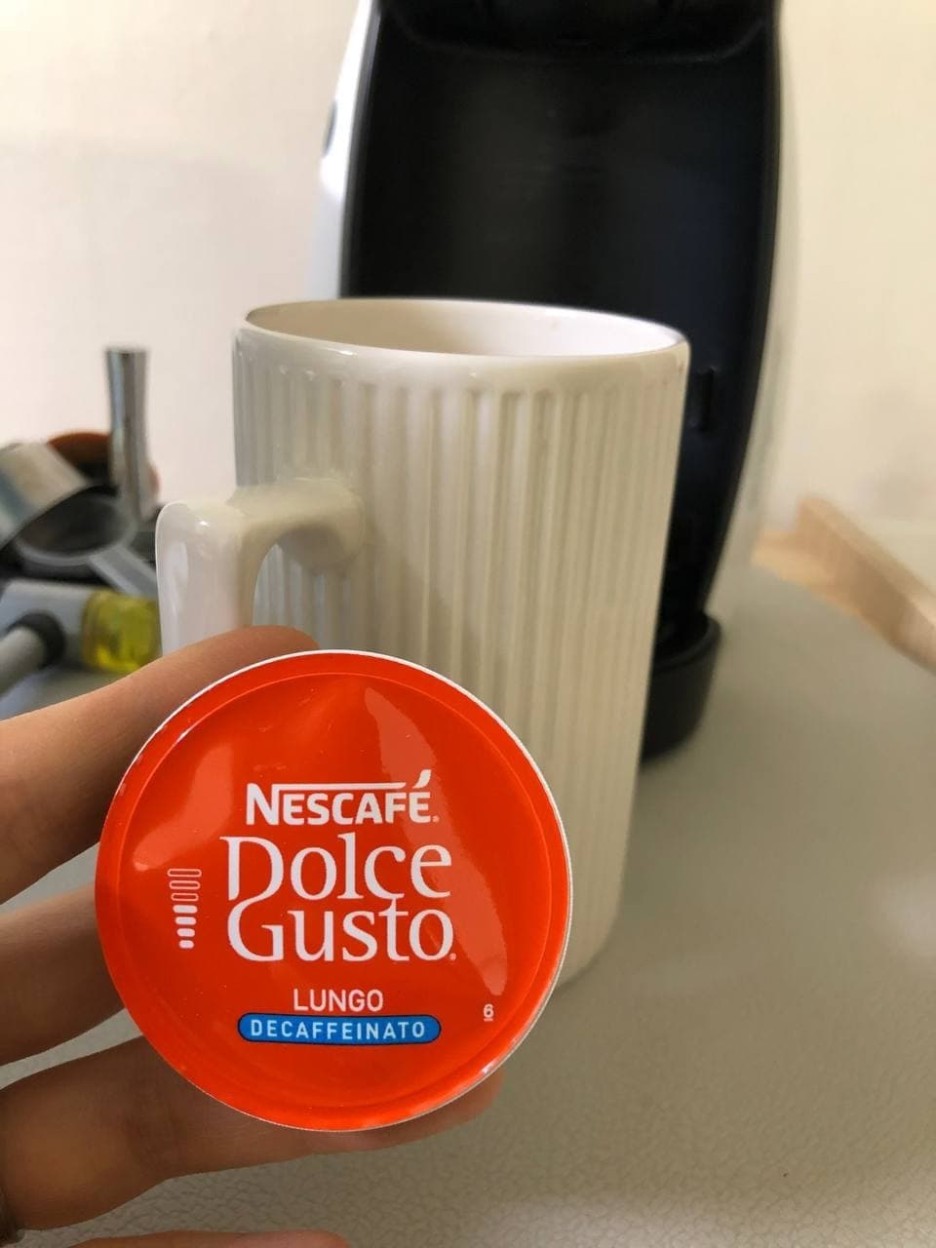 NESCAFÉ®
Dolce
Gusto®
LUNGO
DECAFFEINATO
6